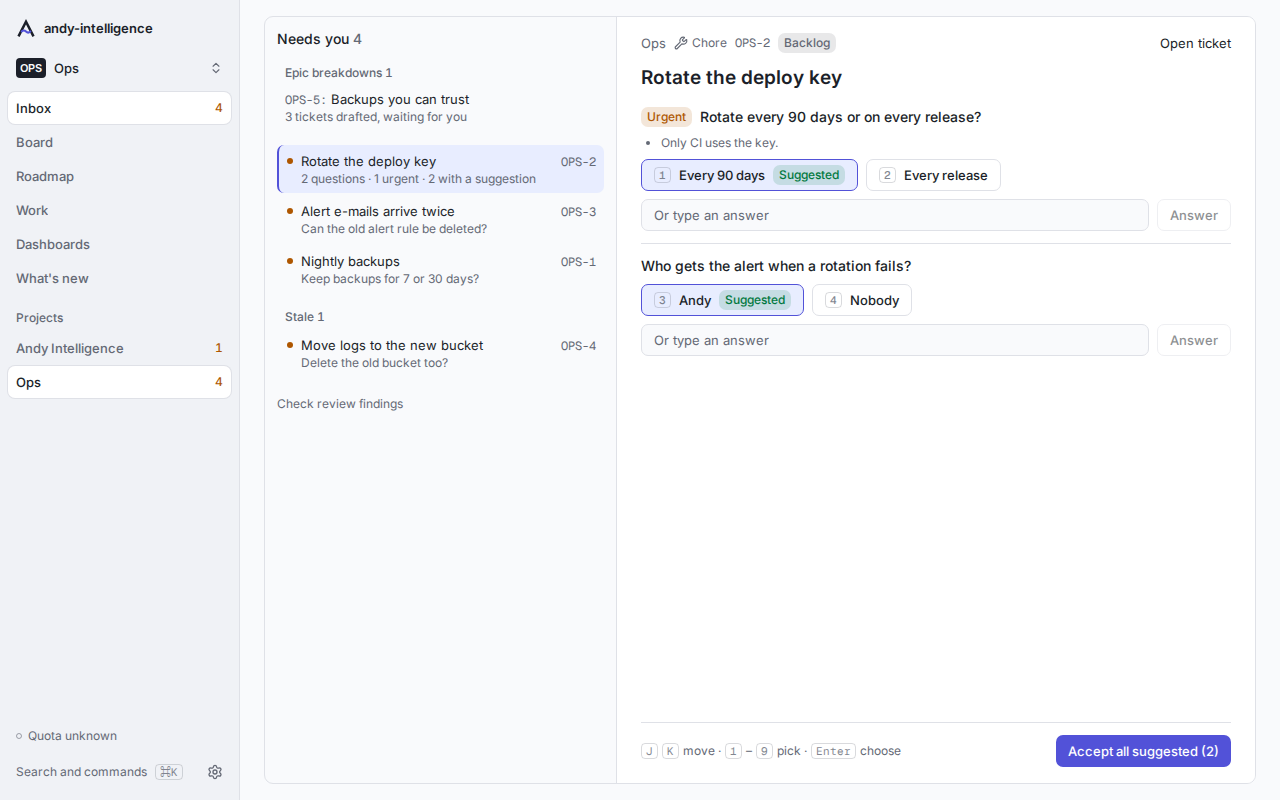 andy-intelligence
OPS Ops
Inbox 4
Board
Roadmap
Work
Dashboards
What's new
Projects
Andy Intelligence 1
Ops 4
Quota unknown
Search and commands ⌘K
Needs you 4
Epic breakdowns 1
OPS-5: Backups you can trust
3 tickets drafted, waiting for you
Rotate the deploy key OPS-2
2 questions · 1 urgent · 2 with a suggestion
Alert e-mails arrive twice OPS-3
Can the old alert rule be deleted?
Nightly backups OPS-1
Keep backups for 7 or 30 days?
Stale 1
Move logs to the new bucket OPS-4
Delete the old bucket too?
Check review findings
Ops Chore OPS-2 Backlog Open ticket
Rotate the deploy key
Urgent Rotate every 90 days or on every release?
• Only CI uses the key.
1 Every 90 days Suggested 2 Every release
Or type an answer Answer
Who gets the alert when a rotation fails?
3 Andy Suggested 4 Nobody
Or type an answer Answer
J K move · 1 – 9 pick · Enter choose Accept all suggested (2)